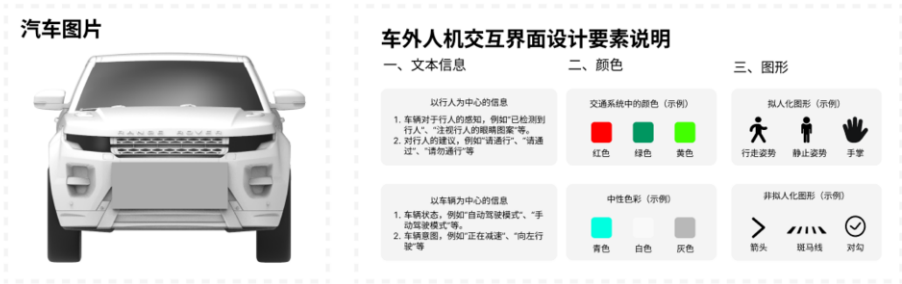 汽车图片
RANGE ROVER
车外人机交互界面设计要素说明
一、文本信息
以行人为中心的信息
1. 车辆对于行人的感知，例如“已检测到
行人”、“注视行人的眼睛图案”等。
2. 对行人的建议，例如“请通行”、“请通
过”、“请勿通行”等
以车辆为中心的信息
1. 车辆状态，例如“自动驾驶模式”、“手
动驾驶模式”等。
2. 车辆意图，例如“正在减速”、“向左行
驶”等
二、颜色
交通系统中的颜色（示例）
红色
绿色
黄色
中性色彩（示例）
青色
白色
灰色
三、图形
拟人化图形（示例）
行走姿势
静止姿势
手掌
非拟人化图形（示例）
箭头
斑马线
对勾